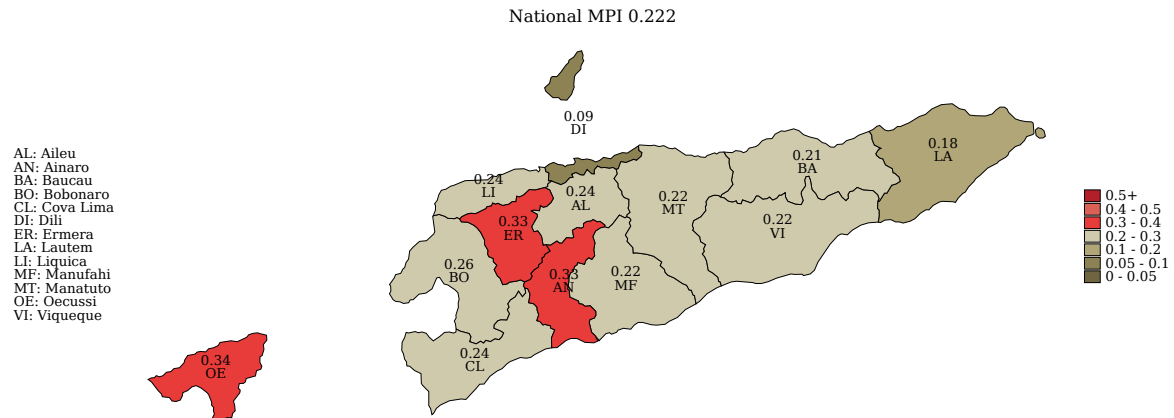 National MPI 0.222
0.09
DI
0.18
LA
AL: Aileu
AN: Ainaro
BA: Baucau
BO: Bobonaro
CL: Cova Lima
DI: Dili
ER: Ermera
LA: Lautem
LI: Liquica
MF: Manufahi
MT: Manatuto
OE: Oecussi
VI: Viqueque
0.21
BA
0.24
LI
0.24
AL
0.22
MT
0.33
ER
0.22
VI
0.26
BO
0.33
AN
0.22
MF
0.24
CL
0.34
OE
0.5+
0.4 - 0.5
0.3 - 0.4
0.2 - 0.3
0.1 - 0.2
0.05 - 0.1
0 - 0.05